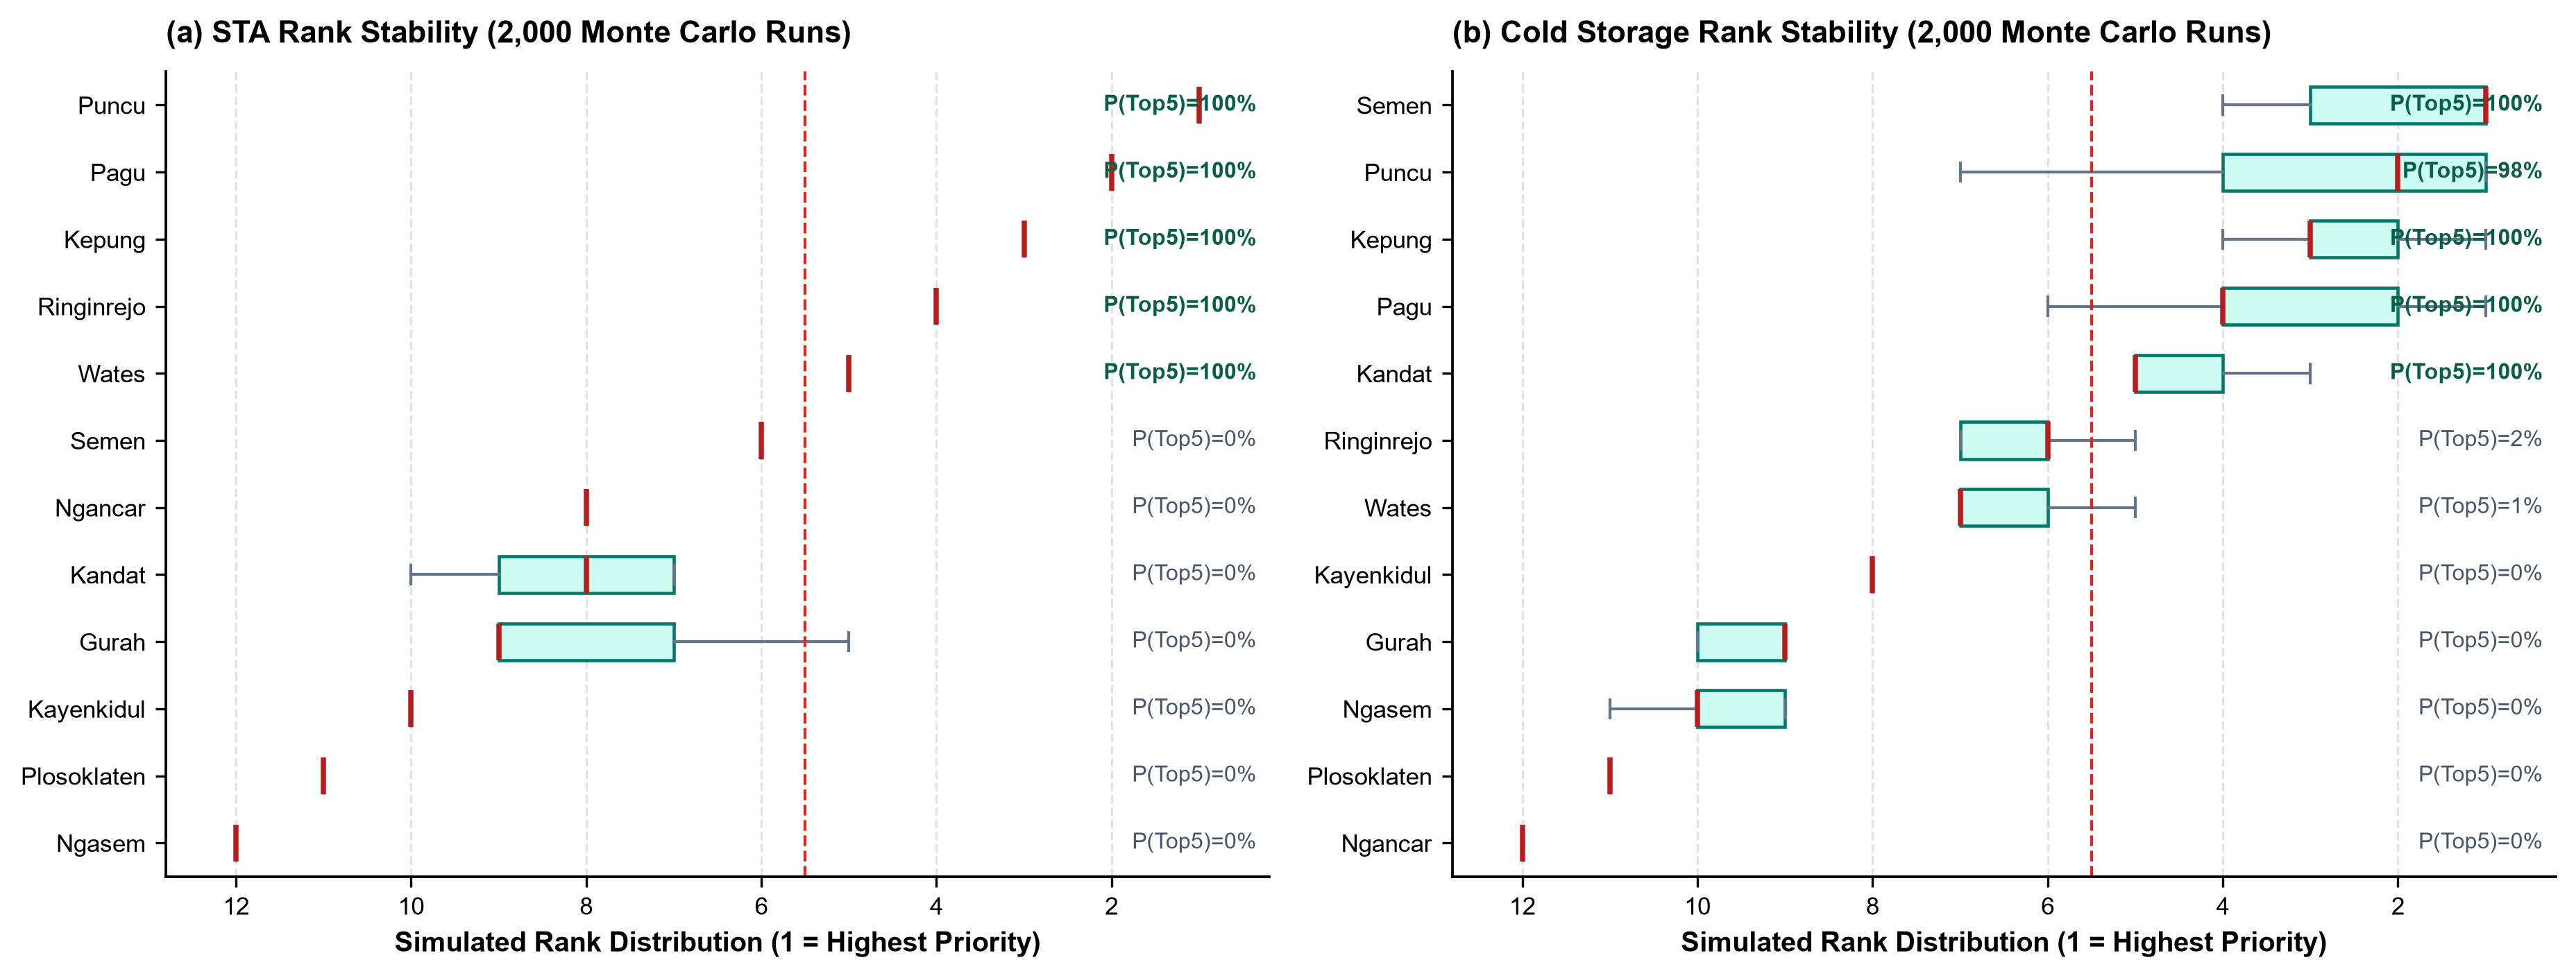 (a) STA Rank Stability (2,000 Monte Carlo Runs)
Puncu
P(Top5)=100%
Pagu
P(Top5)=100%
Kepung
P(Top5)=100%
Ringinrejo
P(Top5)=100%
Wates
P(Top5)=100%
Semen
P(Top5)=0%
Ngancar
P(Top5)=0%
Kandat
P(Top5)=0%
Gurah
P(Top5)=0%
Kayenkidul
P(Top5)=0%
Plosoklaten
P(Top5)=0%
Ngasem
P(Top5)=0%
12 10 8 6 4 2
Simulated Rank Distribution (1 = Highest Priority)
(b) Cold Storage Rank Stability (2,000 Monte Carlo Runs)
Semen
P(Top5)=100%
Puncu
P(Top5)=98%
Kepung
P(Top5)=100%
Pagu
P(Top5)=100%
Kandat
P(Top5)=100%
Ringinrejo
P(Top5)=2%
Wates
P(Top5)=1%
Kayenkidul
P(Top5)=0%
Gurah
P(Top5)=0%
Ngasem
P(Top5)=0%
Plosoklaten
P(Top5)=0%
Ngancar
P(Top5)=0%
12 10 8 6 4 2
Simulated Rank Distribution (1 = Highest Priority)